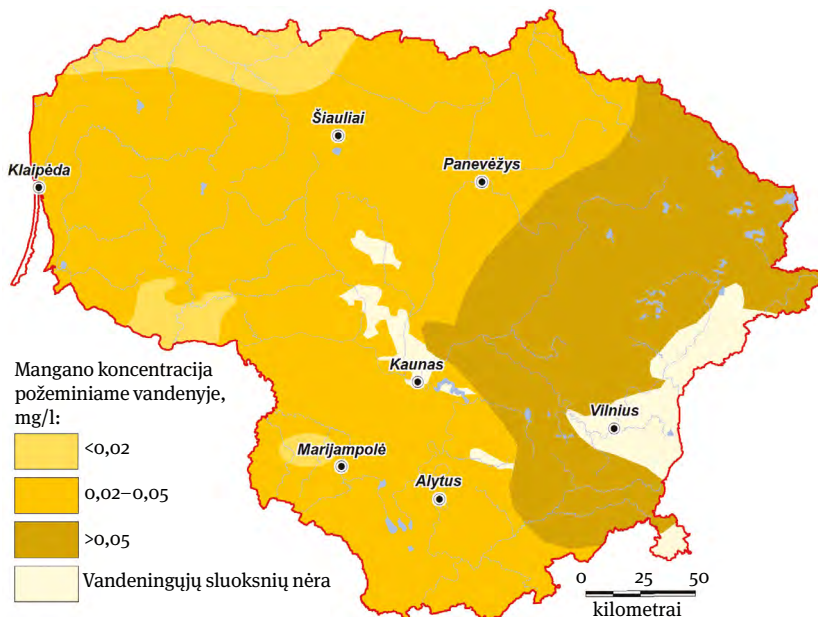 Šiauliai
Panevėžys
Klaipėda
Kaunas
Vilnius
Marijampolė
Alytus
Mangano koncentracija
požeminiame vandenyje,
mg/l:
<0,02
0,02–0,05
>0,05
Vandeningųjų sluoksnių nėra
0 25 50
kilometrai